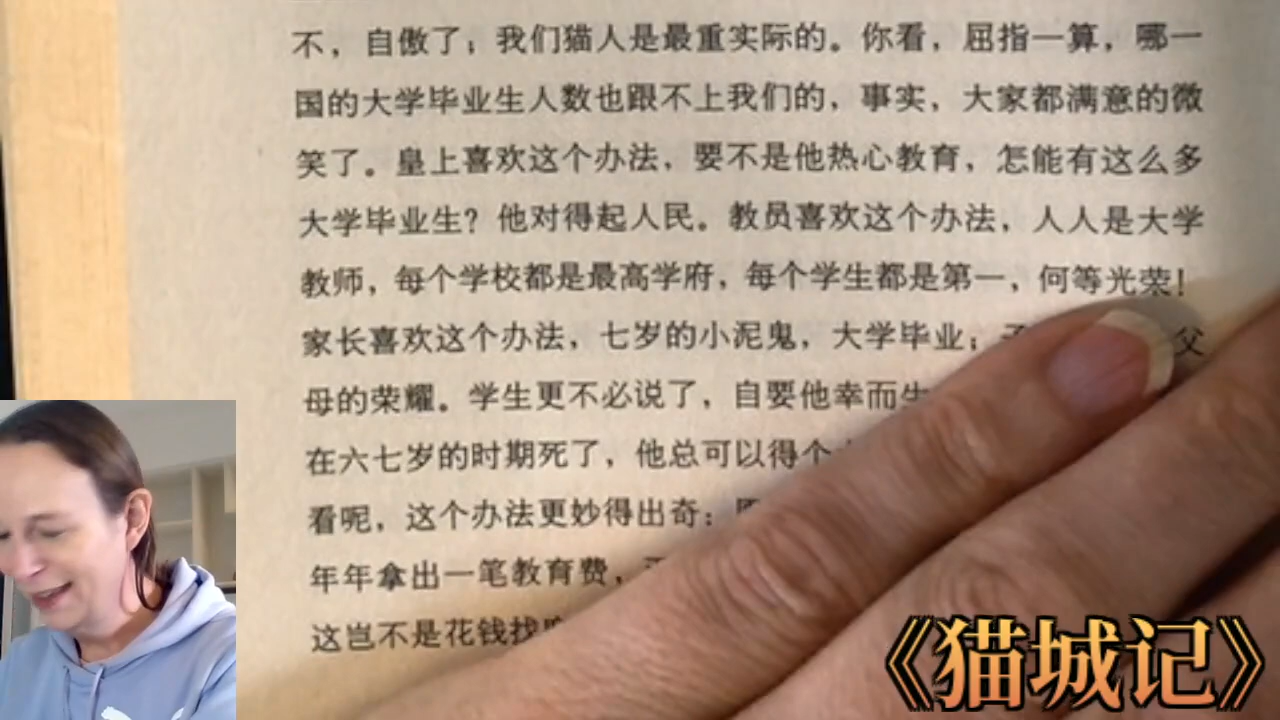 不，自傲了；我们猫人是最重实际的。你看，屈指一算，哪一
国的大学毕业生人数也跟不上我们的，事实，大家都满意的微
笑了。皇上喜欢这个办法，要不是他热心教育，怎能有这么多
大学毕业生？他对得起人民。教员喜欢这个办法，人人是大学
教师，每个学校都是最高学府，每个学生都是第一，何等光荣！
家长喜欢这个办法，七岁的小泥鬼，大学毕业；子 父
母的荣耀。学生更不必说了，自要他幸而生
在六七岁的时期死了，他总可以得个
看呢，这个办法更妙得出奇：
年年拿出一笔教育费，
这岂不是花钱找
《猫城记》